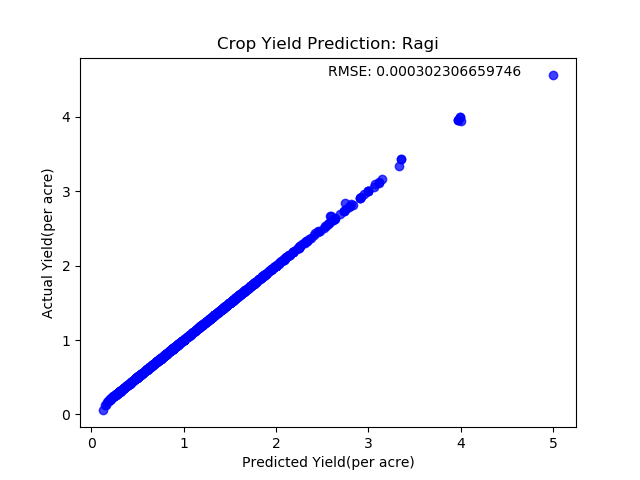 Crop Yield Prediction: Ragi
RMSE: 0.000302306659746
Actual Yield(per acre)
4
3
2
1
0
0 1 2 3 4 5
Predicted Yield(per acre)